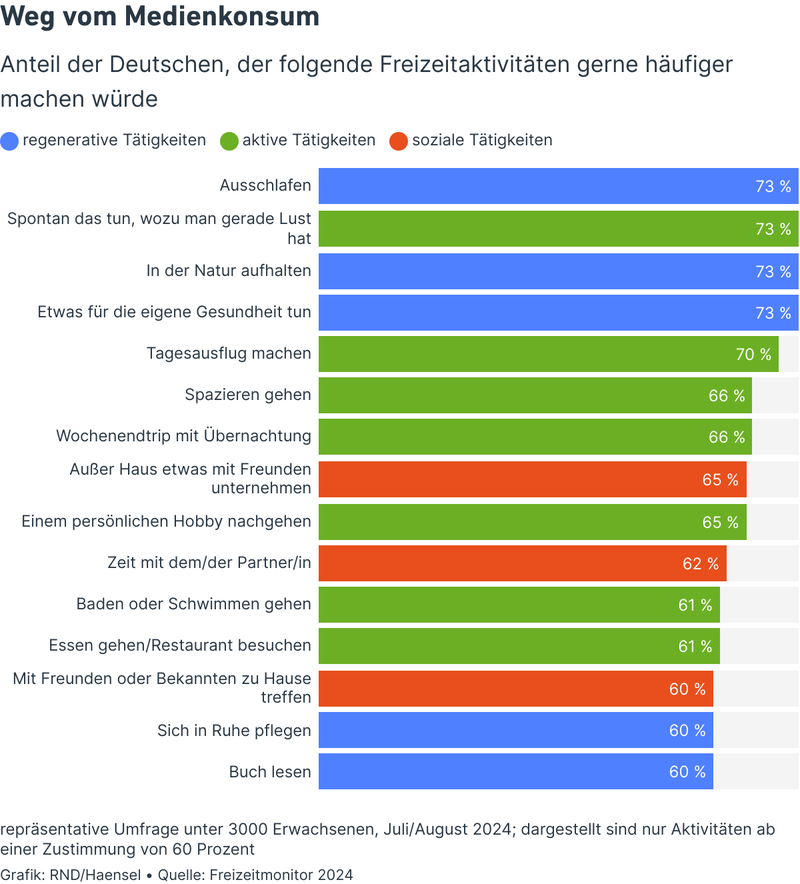 Weg vom Medienkonsum
Anteil der Deutschen, der folgende Freizeitaktivitäten gerne häufiger
machen würde
regenerative Tätigkeiten aktive Tätigkeiten soziale Tätigkeiten
Ausschlafen 73 %
Spontan das tun, wozu man gerade Lust
hat 73 %
In der Natur aufhalten 73 %
Etwas für die eigene Gesundheit tun 73 %
Tagesausflug machen 70 %
Spazieren gehen 66 %
Wochenendtrip mit Übernachtung 66 %
Außer Haus etwas mit Freunden
unternehmen 65 %
Einem persönlichen Hobby nachgehen 65 %
Zeit mit dem/der Partner/in 62 %
Baden oder Schwimmen gehen 61 %
Essen gehen/Restaurant besuchen 61 %
Mit Freunden oder Bekannten zu Hause
treffen 60 %
Sich in Ruhe pflegen 60 %
Buch lesen 60 %
repräsentative Umfrage unter 3000 Erwachsenen, Juli/August 2024; dargestellt sind nur Aktivitäten ab
einer Zustimmung von 60 Prozent
Grafik: RND/Haensel • Quelle: Freizeitmonitor 2024